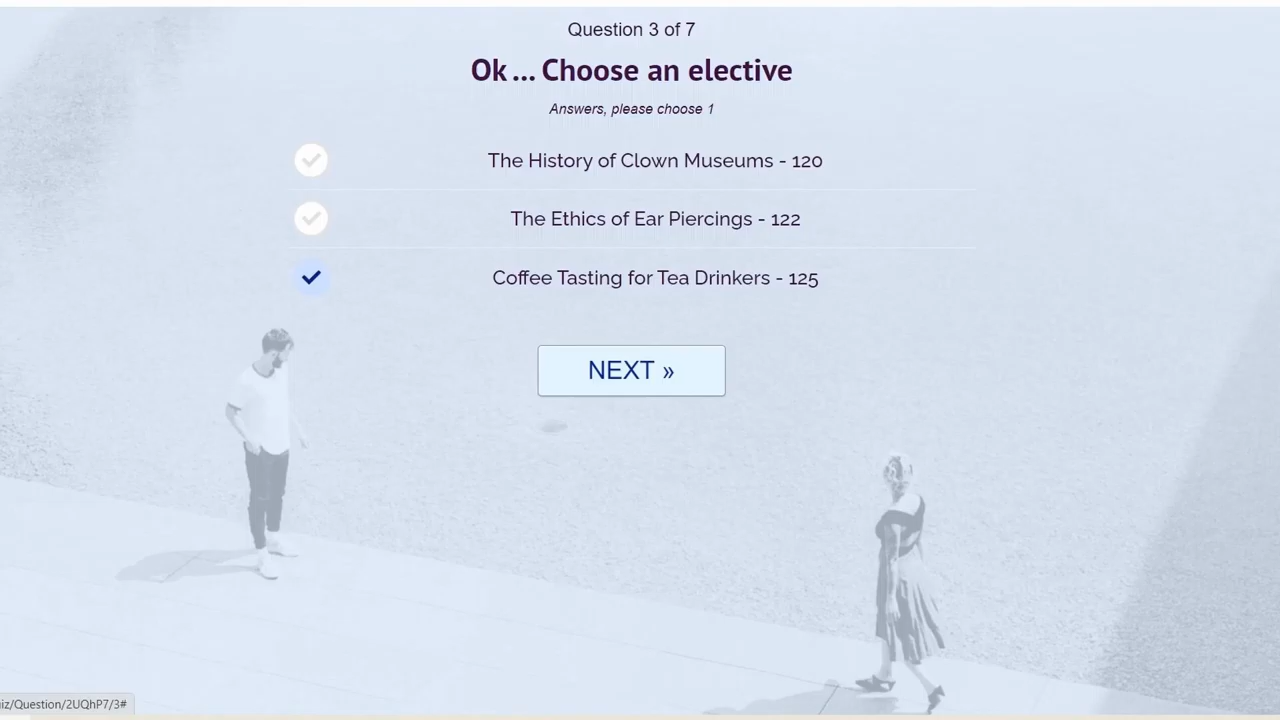 Question 3 of 7
Ok ... Choose an elective
Answers, please choose 1
The History of Clown Museums - 120
The Ethics of Ear Piercings - 122
Coffee Tasting for Tea Drinkers - 125
NEXT »
iz/Question/2UQhP7/3#